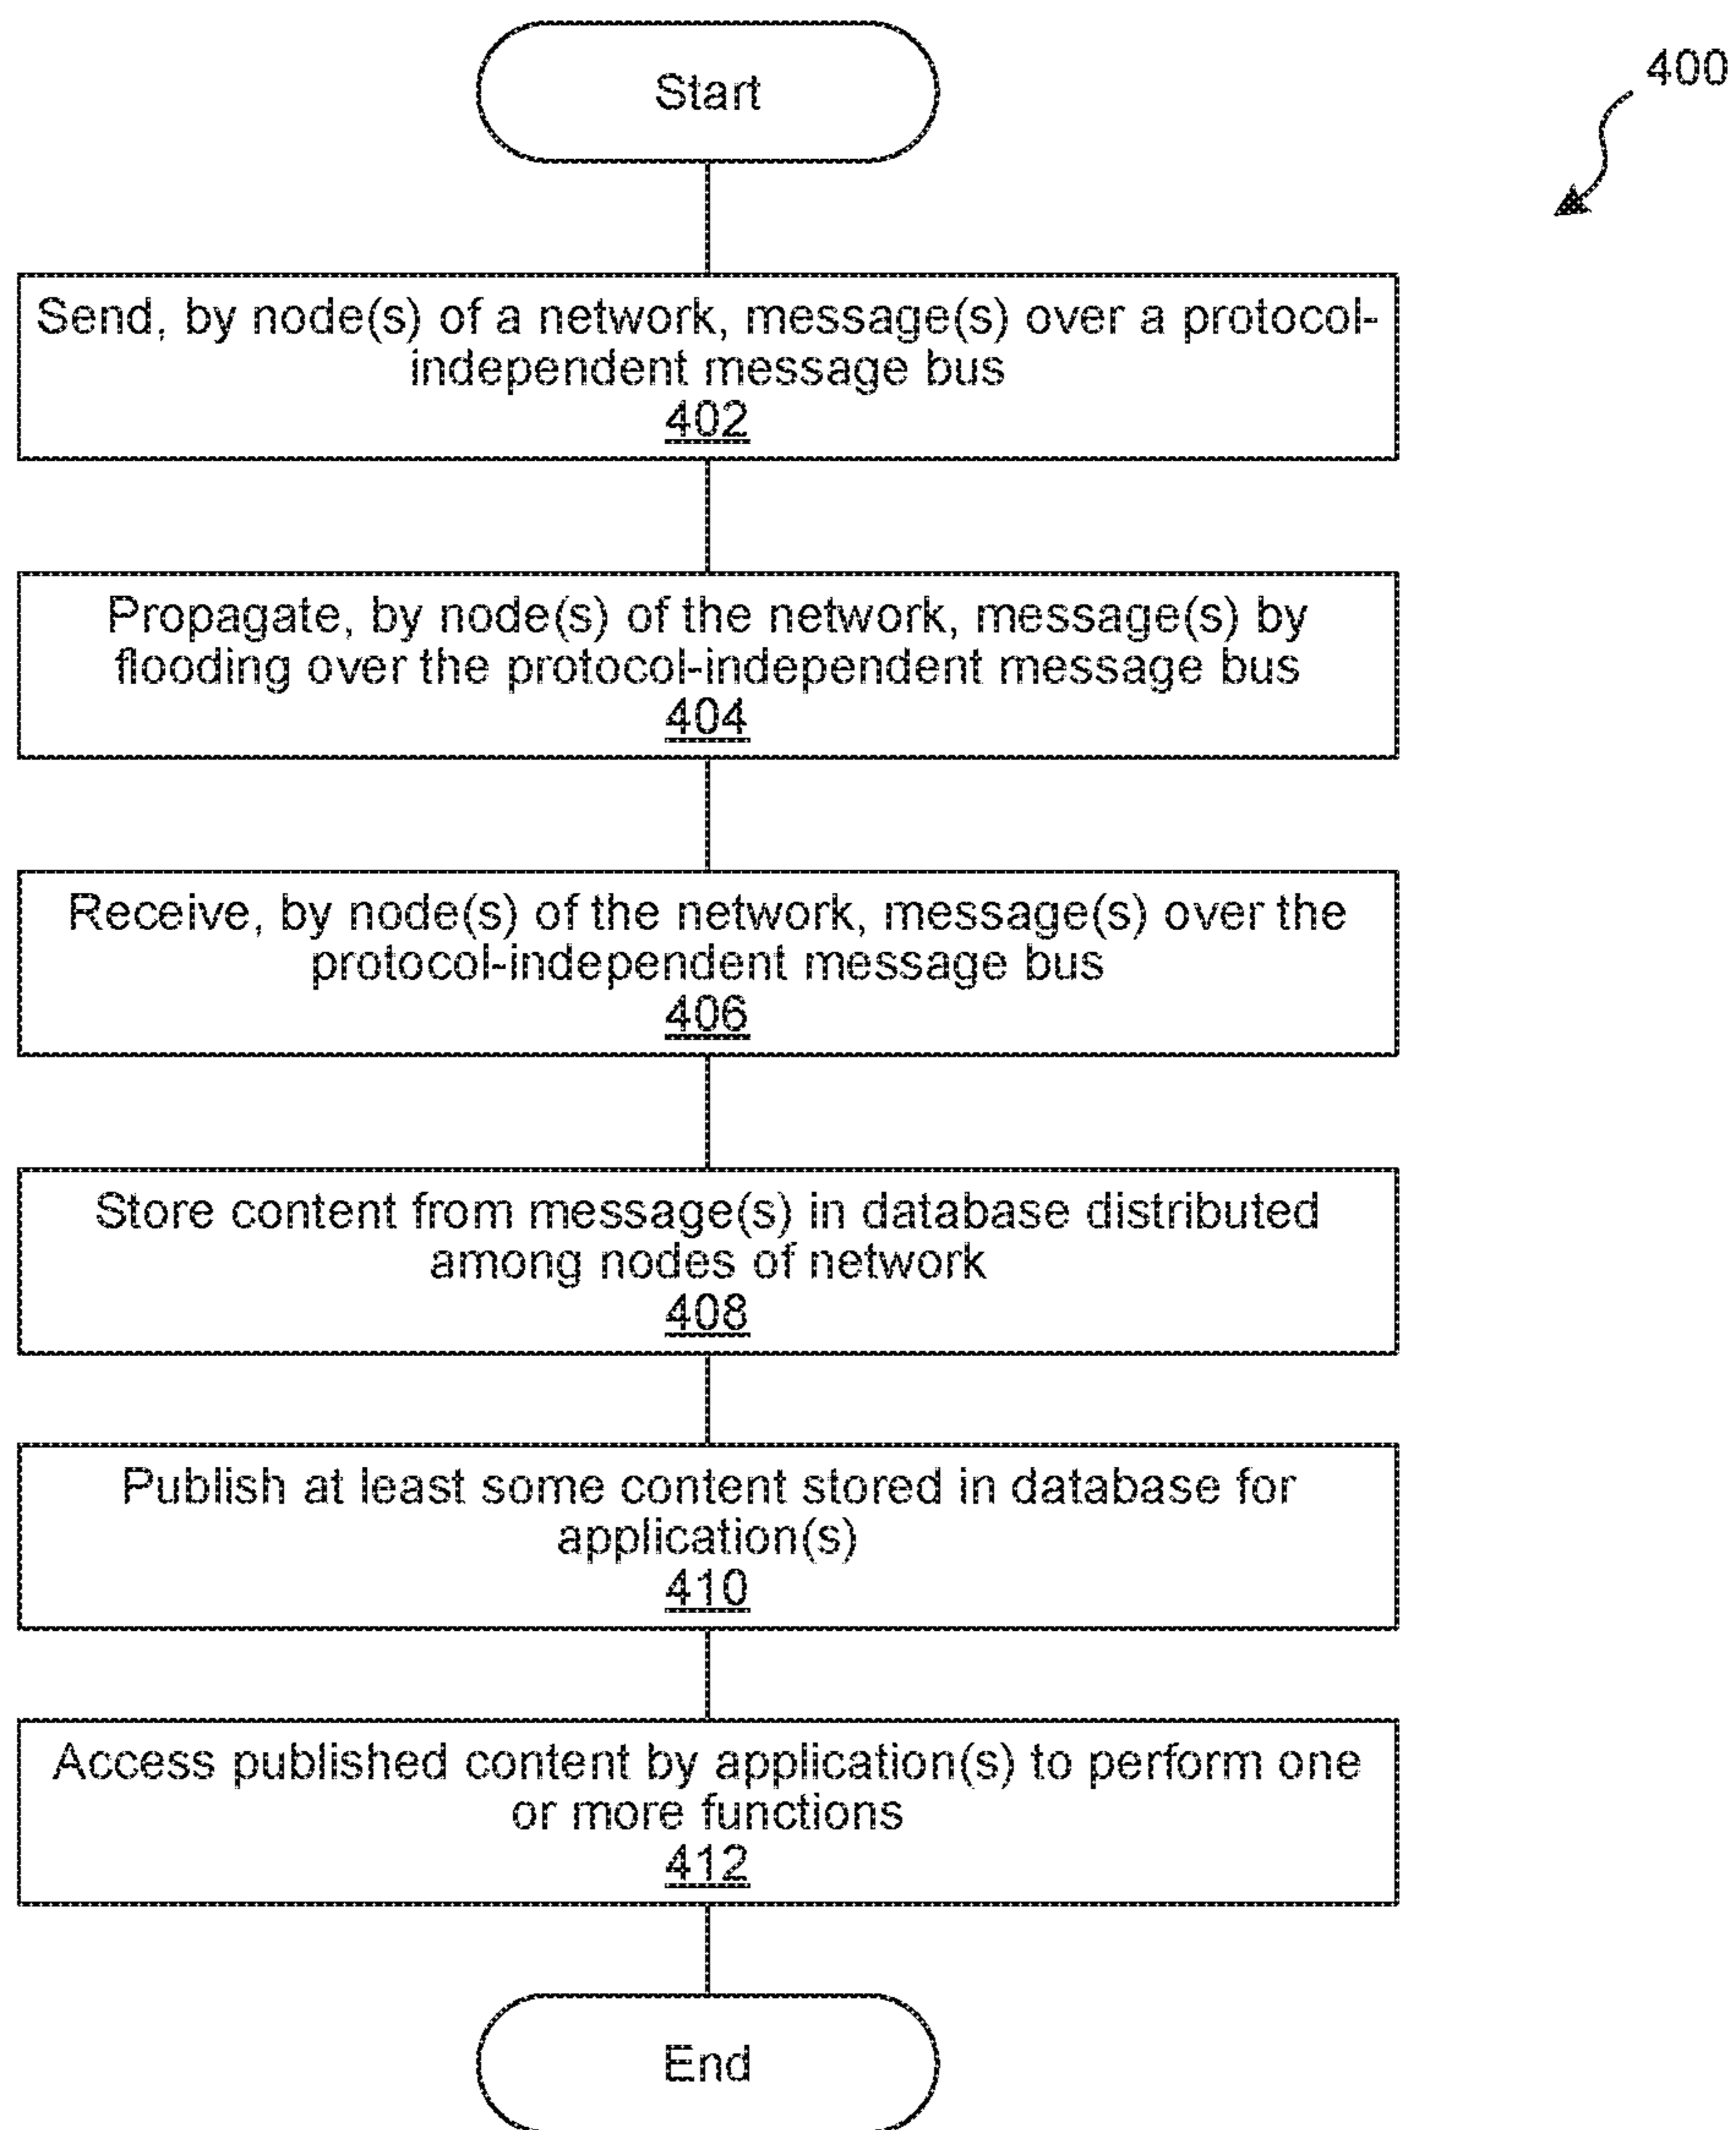 Start
400
Send, by node(s) of a network, message(s) over a protocol-
independent message bus
402
Propagate, by node(s) of the network, message(s) by
flooding over the protocol-independent message bus
404
Receive, by node(s) of the network, message(s) over the
protocol-independent message bus
406
Store content from message(s) in database distributed
among nodes of network
408
Publish at least some content stored in database for
application(s)
410
Access published content by application(s) to perform one
or more functions
412
End